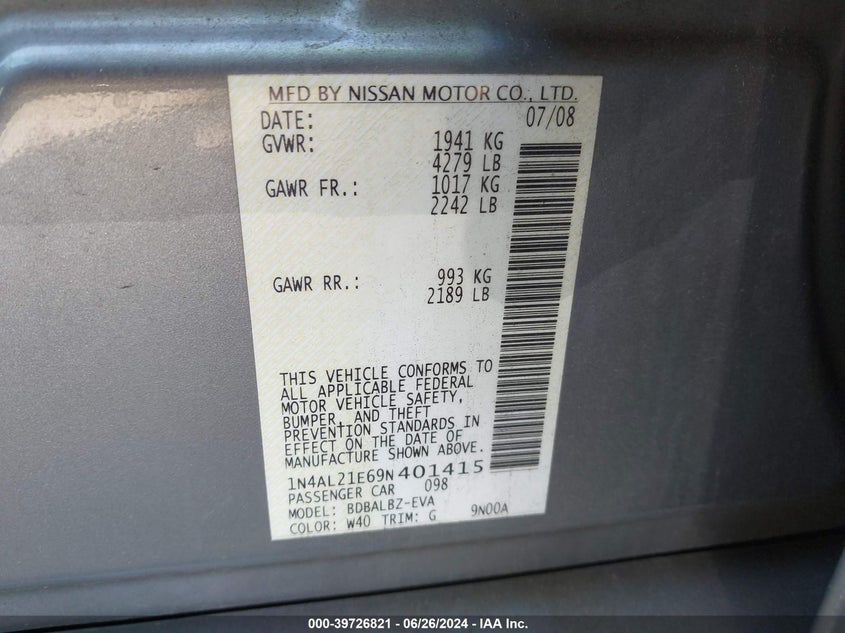 MFD BY NISSAN MOTOR CO., LTD.
DATE: 07/08
GVWR: 1941 KG
4279 LB
GAWR FR.: 1017 KG
2242 LB
GAWR RR.: 993 KG
2189 LB
THIS VEHICLE CONFORMS TO
ALL APPLICABLE FEDERAL
MOTOR VEHICLE SAFETY,
BUMPER, AND THEFT
PREVENTION STANDARDS IN
EFFECT ON THE DATE OF
MANUFACTURE SHOWN ABOVE.
1N4AL21E69N401415
PASSENGER CAR 098
MODEL: BDBALBZ-EVA
COLOR: W40 TRIM: G 9N00A
000-39726821 / 06/26/2024 - IAA Inc.